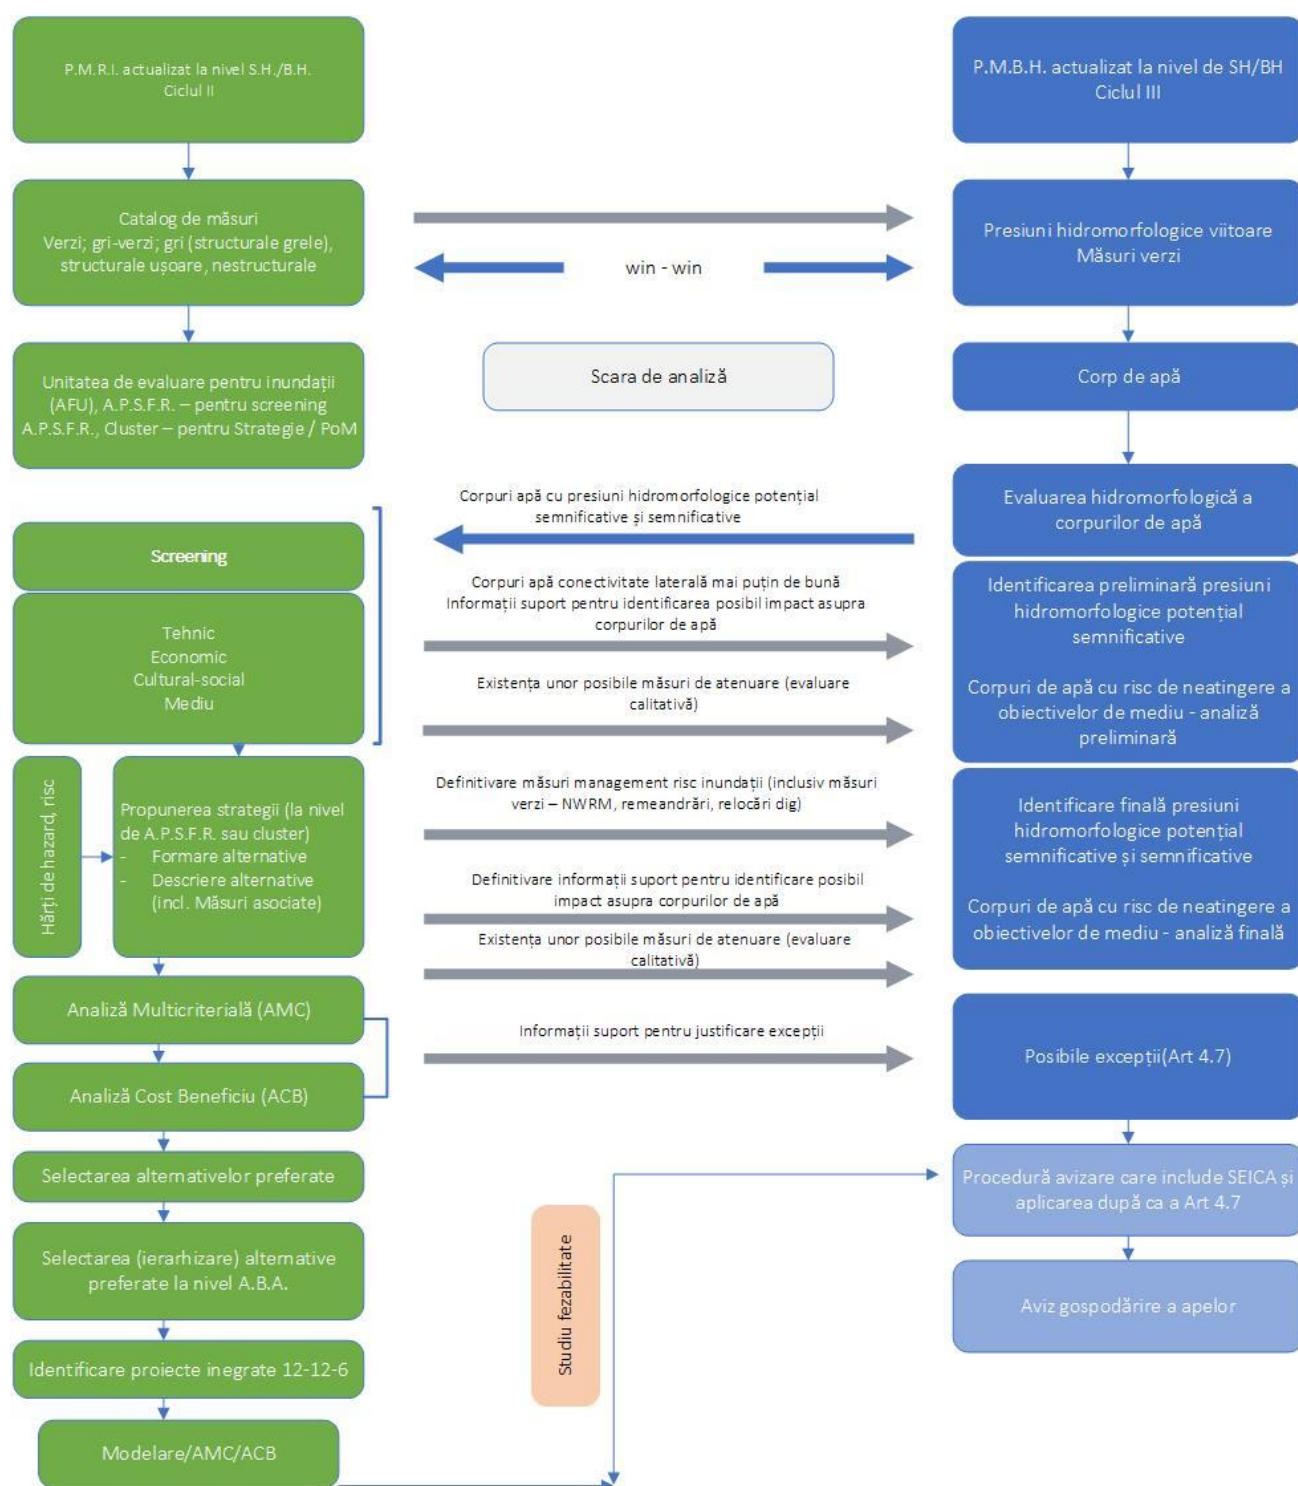 P.M.R.I. actualizat la nivel S.H./B.H.
Ciclul II
P.M.B.H. actualizat la nivel de SH/BH
Ciclul III
Catalog de măsuri
Verzi; gri-verzi; gri (structurale grele),
structurale ușoare, nestructurale
win - win
Presiuni hidromorfologice viitoare
Măsuri verzi
Unitatea de evaluare pentru inundații
(AFU), A.P.S.F.R. – pentru screening
A.P.S.F.R., Cluster – pentru Strategie / PoM
Scara de analiză
Corp de apă
Corpuri apă cu presiuni hidromorfologice potențial
semnificative și semnificative
Evaluarea hidromorfologică a
corpurilor de apă
Screening
Tehnic
Economic
Cultural-social
Mediu
Corpuri apă conectivitate laterală mai puțin de bună
Informații suport pentru identificarea posibil impact asupra
corpurilor de apă
Existența unor posibile măsuri de atenuare (evaluare
calitativă)
Identificarea preliminară presiuni
hidromorfologice potențial
semnificative
Corpuri de apă cu risc de neatingere a
obiectivelor de mediu - analiză
preliminară
Hărți de hazard, risc
Propunerea strategii (la nivel
de A.P.S.F.R. sau cluster)
- Formare alternative
- Descriere alternative
(incl. Măsuri asociate)
Definitivare măsuri management risc inundații (inclusiv măsuri
verzi – NWRM, remeandrări, relocări dig)
Definitivare informații suport pentru identificare posibil
impact asupra corpurilor de apă
Existența unor posibile măsuri de atenuare (evaluare
calitativă)
Identificare finală presiuni
hidromorfologice potențial
semnificative și semnificative
Corpuri de apă cu risc de neatingere a
obiectivelor de mediu - analiză finală
Analiză Multicriterială (AMC)
Informații suport pentru justificare excepții
Posibile excepții(Art 4.7)
Analiză Cost Beneficiu (ACB)
Selectarea alternativelor preferate
Procedură avizare care include SEICA și
aplicarea după ca a Art 4.7
Selectarea (ierarhizare) alternative
preferate la nivel A.B.A.
Studiu fezabilitate
Aviz gospodărire a apelor
Identificare proiecte inegrate 12-12-6
Modelare/AMC/ACB